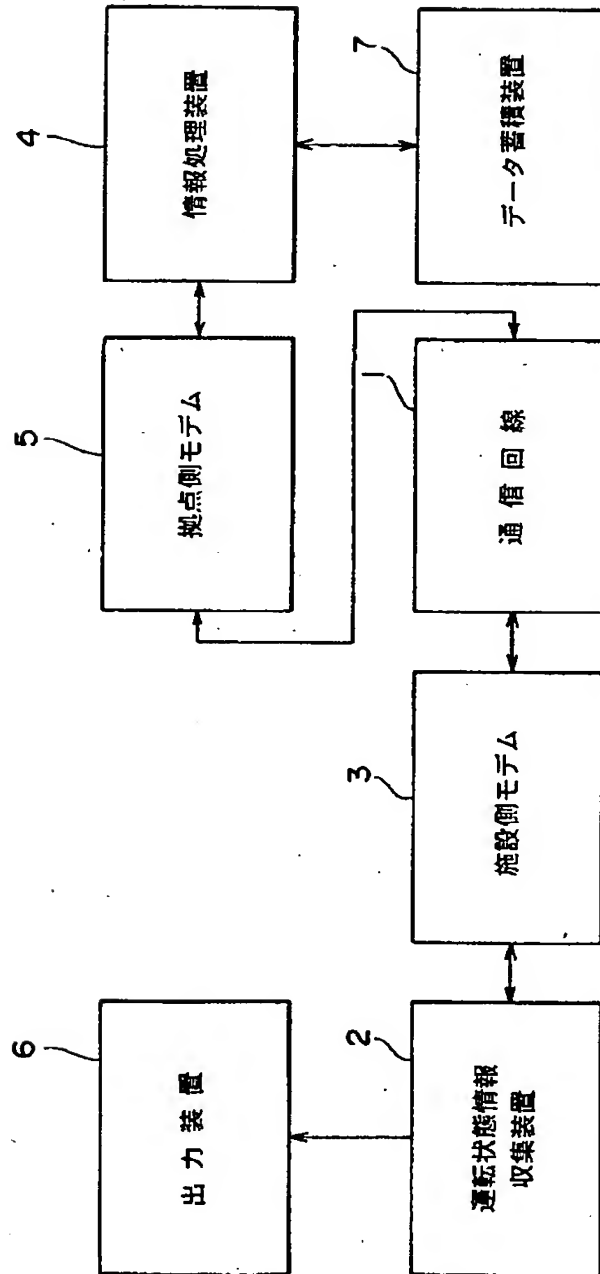 6
出力装置
2
運転状態情報
収集装置
3
施設側モデム
5
拠点側モデム
1
通信回線
4
情報処理装置
7
データ蓄積装置